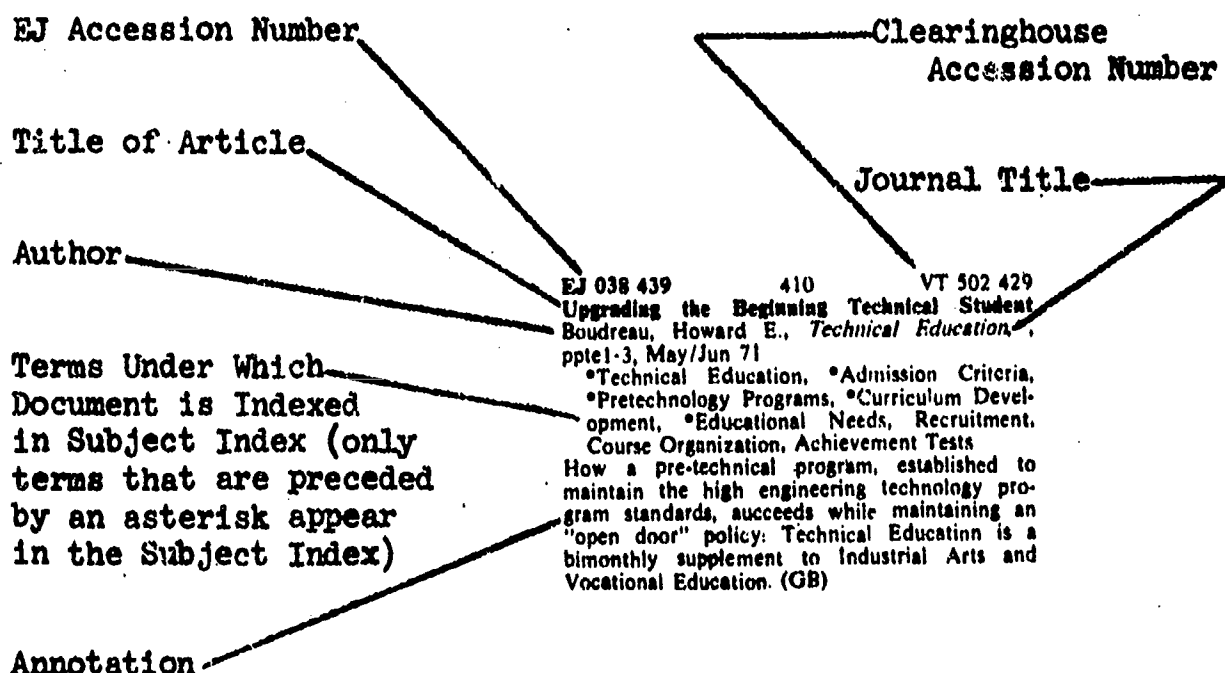 EJ Accession Number
Clearinghouse
Accession Number
Title of Article
Journal Title
Author
EJ 038 439 410 VT 502 429
Upgrading the Beginning Technical Student
Boudreau, Howard E., Technical Education, ,
ppte1-3, May/Jun 71
*Technical Education, *Admission Criteria,
*Pretechnology Programs, *Curriculum Devel-
opment, *Educational Needs, Recruitment,
Course Organization, Achievement Tests
How a pre-technical program, established to
maintain the high engineering technology pro-
gram standards, succeeds while maintaining an
"open door" policy: Technical Education is a
bimonthly supplement to Industrial Arts and
Vocational Education. (GB)
Terms Under Which
Document is Indexed
in Subject Index (only
terms that are preceded
by an asterisk appear
in the Subject Index)
Annotation